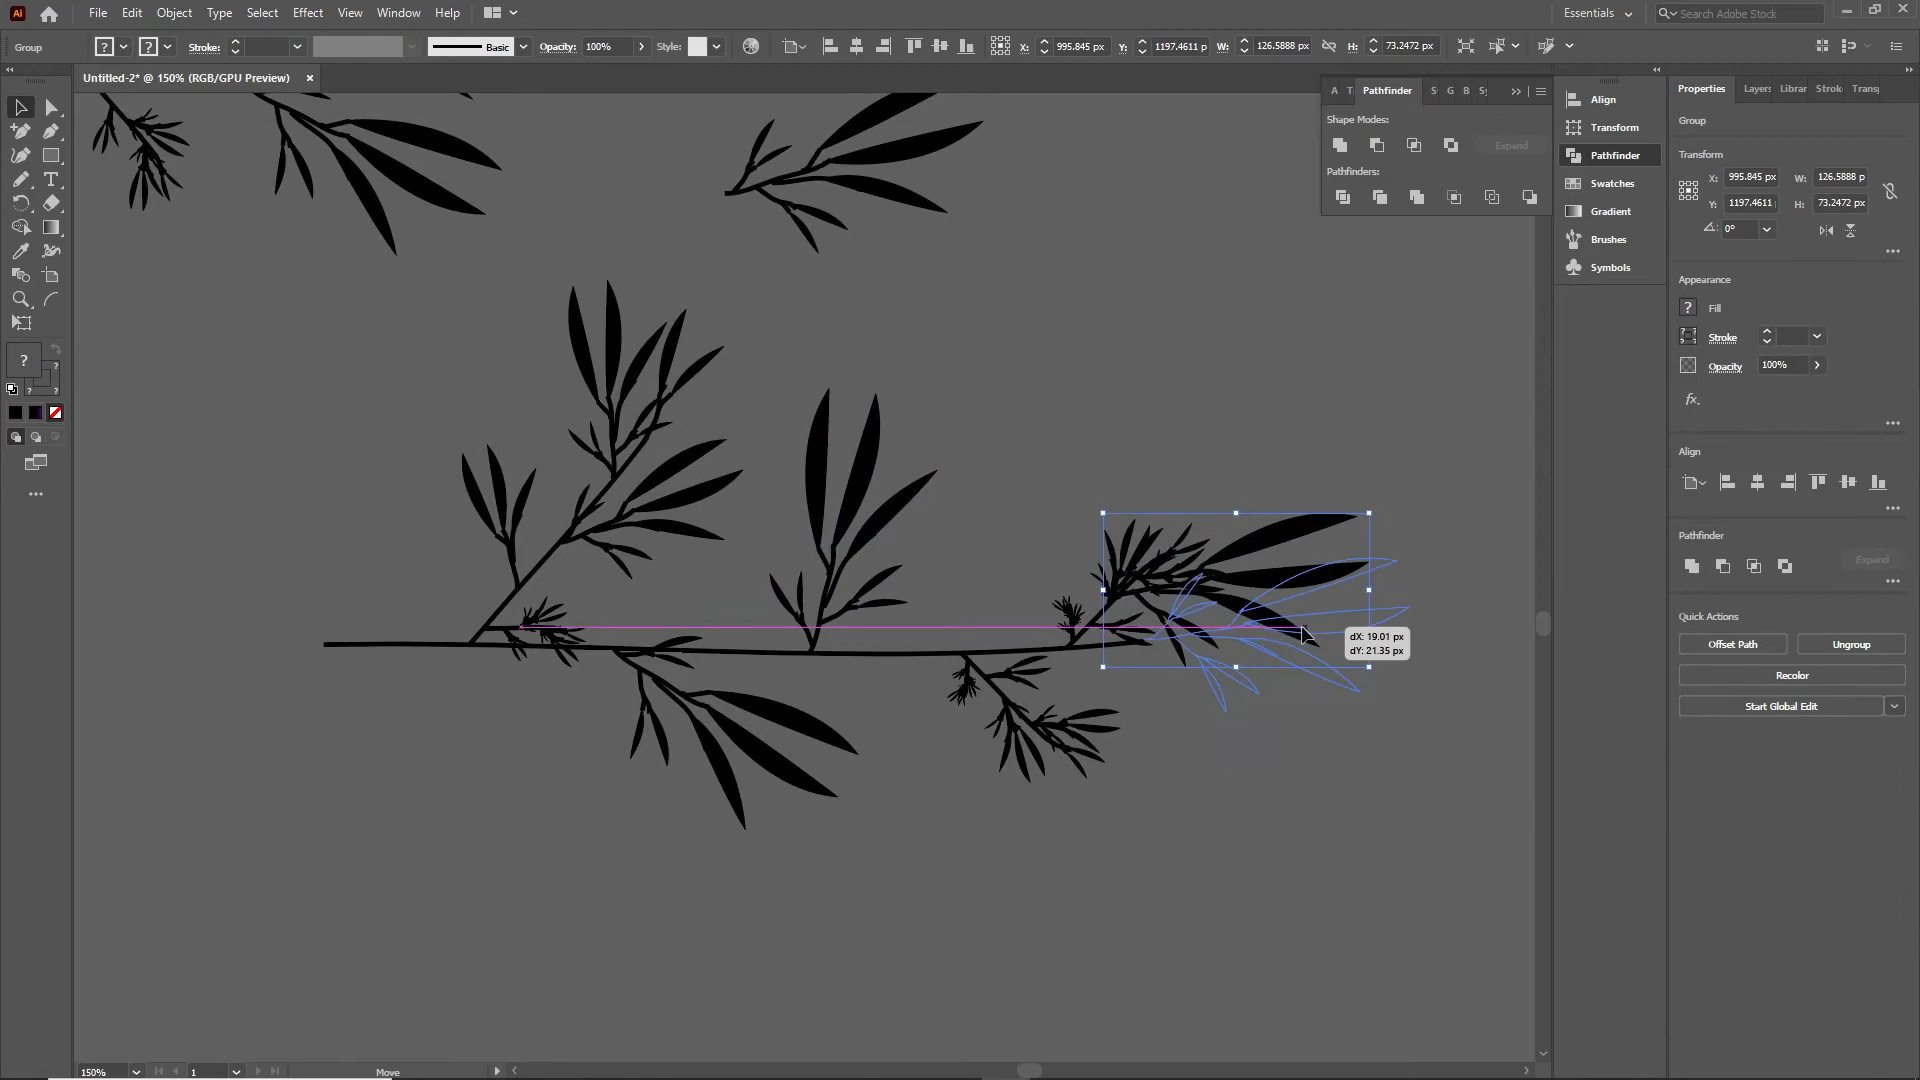 Ai File Edit Object Type Select Effect View Window Help Essentials Search Adobe Stock
Group ? ? Stroke: Basic Opacity: 100% Style: X: 995.845 px Y: 1197.4611 p W: 126.5888 px H: 73.2472 px
Untitled-2* @ 150% (RGB/GPU Preview) ×
A T Pathfinder S G B Sy
Shape Modes:
Expand
Pathfinders:
Align
Transform
Pathfinder
Swatches
Gradient
Brushes
Symbols
Properties Layers Librar Strok Trans
Group
Transform
X: 995.845 px W: 126.5888 p
Y: 1197.4611 H: 73.2472 px
0°
Appearance
? Fill
Stroke
Opacity 100%
fx.
Align
Pathfinder
Expand
Quick Actions
Offset Path Ungroup
Recolor
Start Global Edit
dX: 19.01 px
dY: 21.35 px
?
150% 1 Move